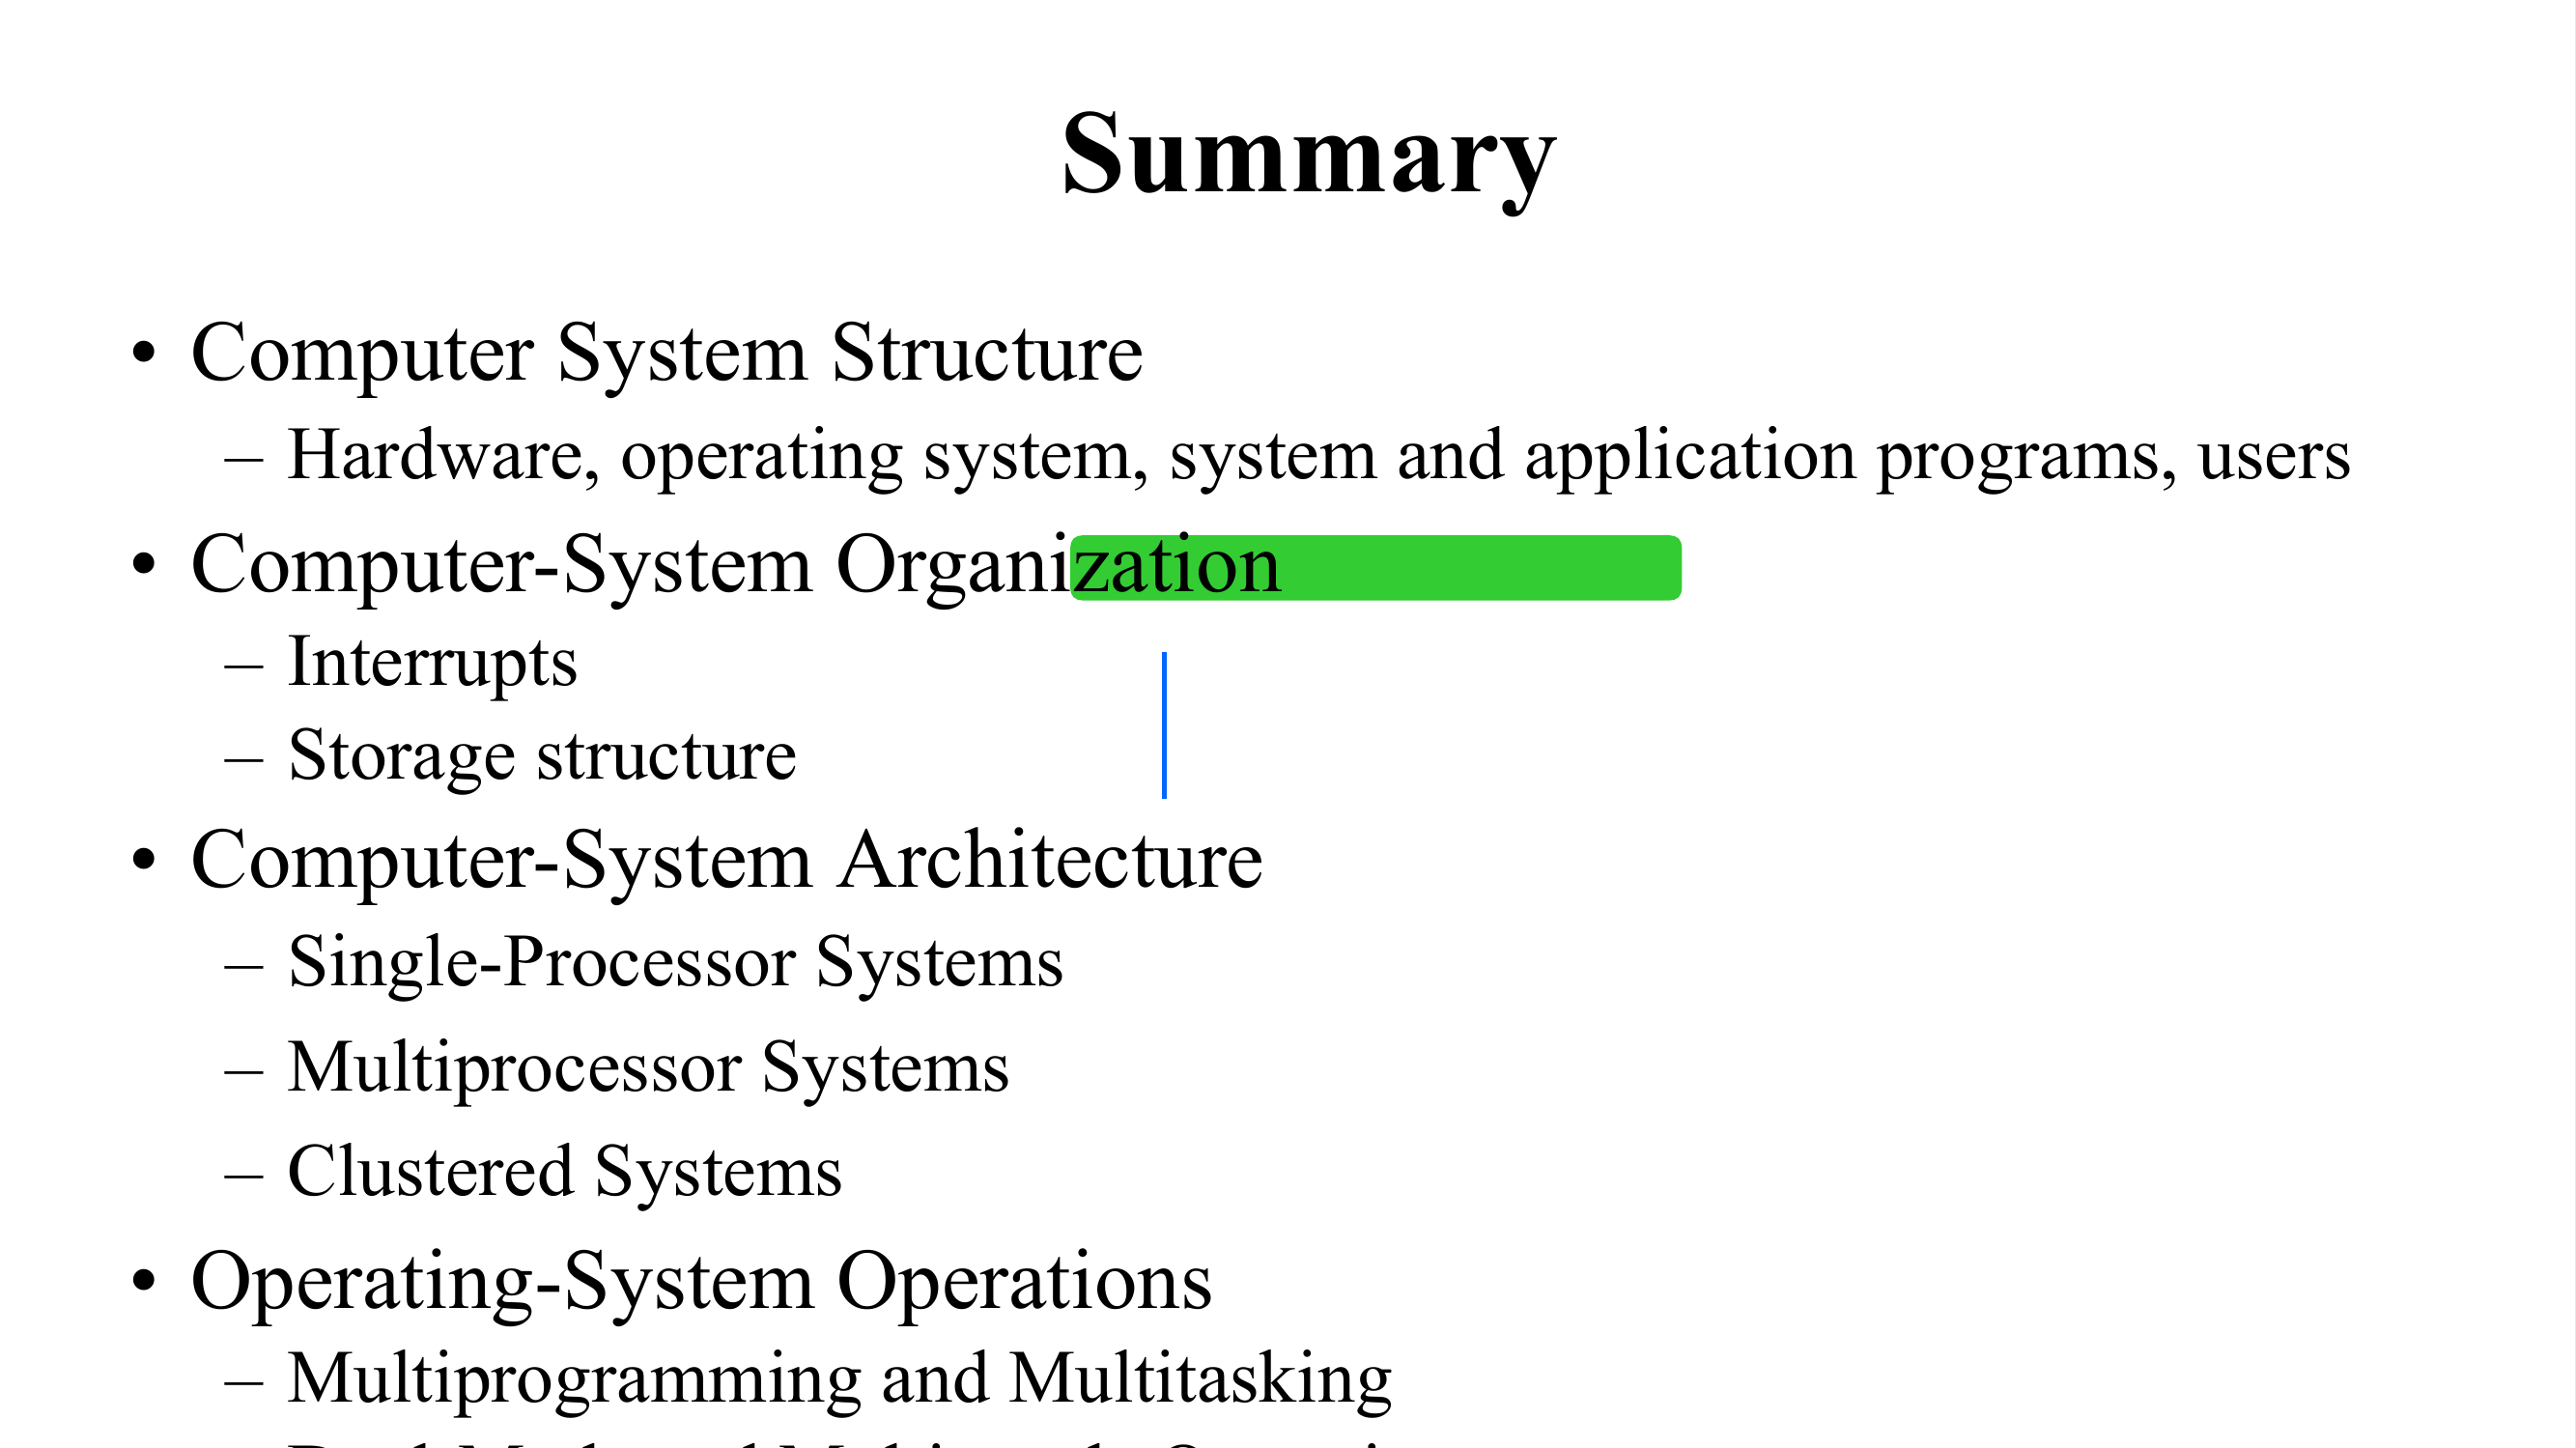 Summary
• Computer System Structure
– Hardware, operating system, system and application programs, users
• Computer-System Organization
– Interrupts
– Storage structure
• Computer-System Architecture
– Single-Processor Systems
– Multiprocessor Systems
– Clustered Systems
• Operating-System Operations
– Multiprogramming and Multitasking